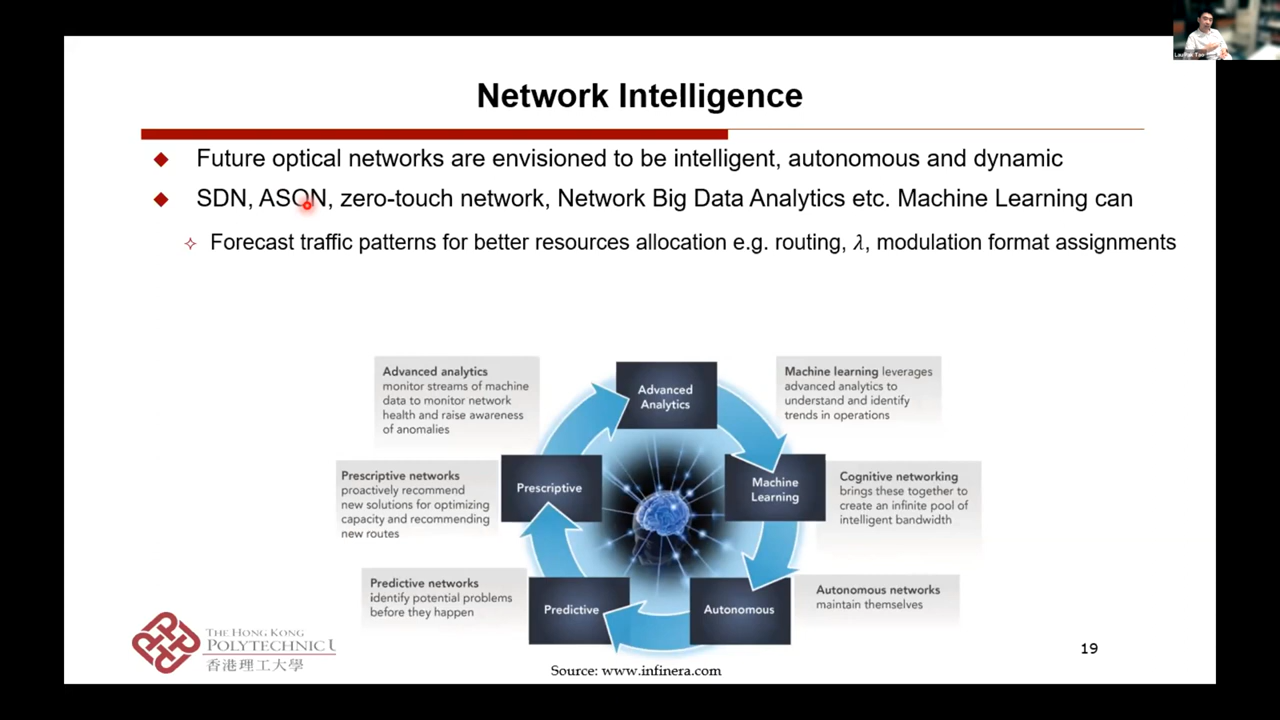 Network Intelligence
Future optical networks are envisioned to be intelligent, autonomous and dynamic
SDN, ASON, zero-touch network, Network Big Data Analytics etc. Machine Learning can
Forecast traffic patterns for better resources allocation e.g. routing, λ, modulation format assignments
Advanced analytics
monitor streams of machine
data to monitor network
health and raise awareness
of anomalies
Advanced
Analytics
Machine learning leverages
advanced analytics to
understand and identify
trends in operations
Prescriptive networks
proactively recommend
new solutions for optimizing
capacity and recommending
new routes
Prescriptive
Machine
Learning
Cognitive networking
brings these together to
create an infinite pool of
intelligent bandwidth
Predictive networks
identify potential problems
before they happen
Predictive
Autonomous
Autonomous networks
maintain themselves
THE HONG KONG
POLYTECHNIC U
香港理工大學
Source: www.infinera.com
19